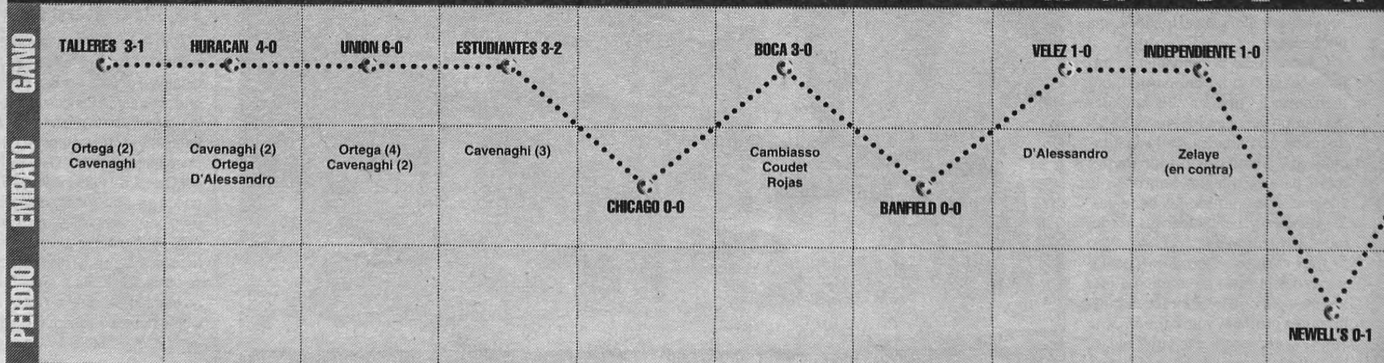 GANO
EMPATO
PERDIO
TALLERES 3-1
Ortega (2)
Cavenaghi
HURACAN 4-0
Cavenaghi (2)
Ortega
D'Alessandro
UNION 6-0
Ortega (4)
Cavenaghi (2)
ESTUDIANTES 3-2
Cavenaghi (3)
CHICAGO 0-0
BOCA 3-0
Cambiasso
Coudet
Rojas
BANFIELD 0-0
VELEZ 1-0
D'Alessandro
INDEPENDIENTE 1-0
Zelaye
(en contra)
NEWELL'S 0-1